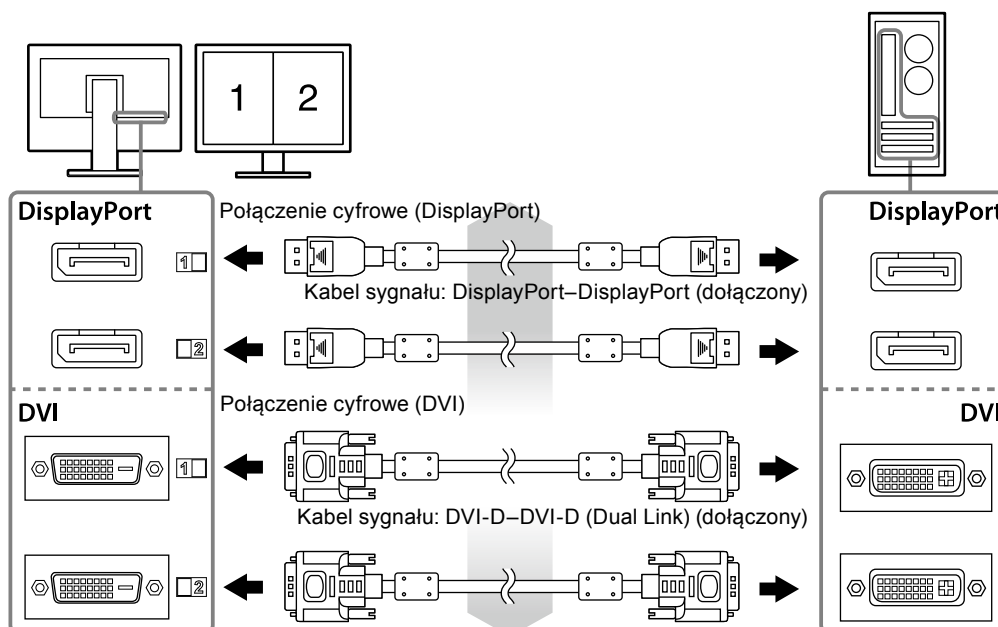 1 2
DisplayPort
Połączenie cyfrowe (DisplayPort)
DisplayPort
1
Kabel sygnału: DisplayPort–DisplayPort (dołączony)
2
DVI
Połączenie cyfrowe (DVI)
DVI
1
Kabel sygnału: DVI-D–DVI-D (Dual Link) (dołączony)
2